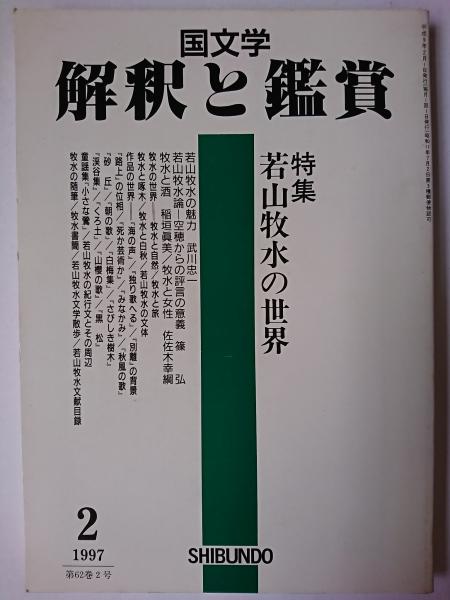 国文学
解釈と鑑賞
特集
若山牧水の世界
若山牧水の魅力 武川忠一
若山牧水論―空穂からの評言の意義 篠 弘
牧水と酒 稲垣眞美/牧水と女性 佐佐木幸綱
牧水の世界――牧水と自然/牧水と旅
牧水と啄木/牧水と白秋/若山牧水の文体
作品の世界――『海の声』/『独り歌へる』/『別離』の背景
『路上』の位相/『死か芸術か』/『みなかみ』/『秋風の歌』
『砂丘』/『朝の歌』/『白梅集』/『さびしき樹木』
『渓谷集』/『くろ土』/『山櫻の歌』/『黒松』
童謡集『小さな鶯』/若山牧水の紀行文とその周辺
牧水の随筆/牧水書簡/若山牧水文学散歩/若山牧水文献目録
2
1997
第62巻2号
SHIBUNDO